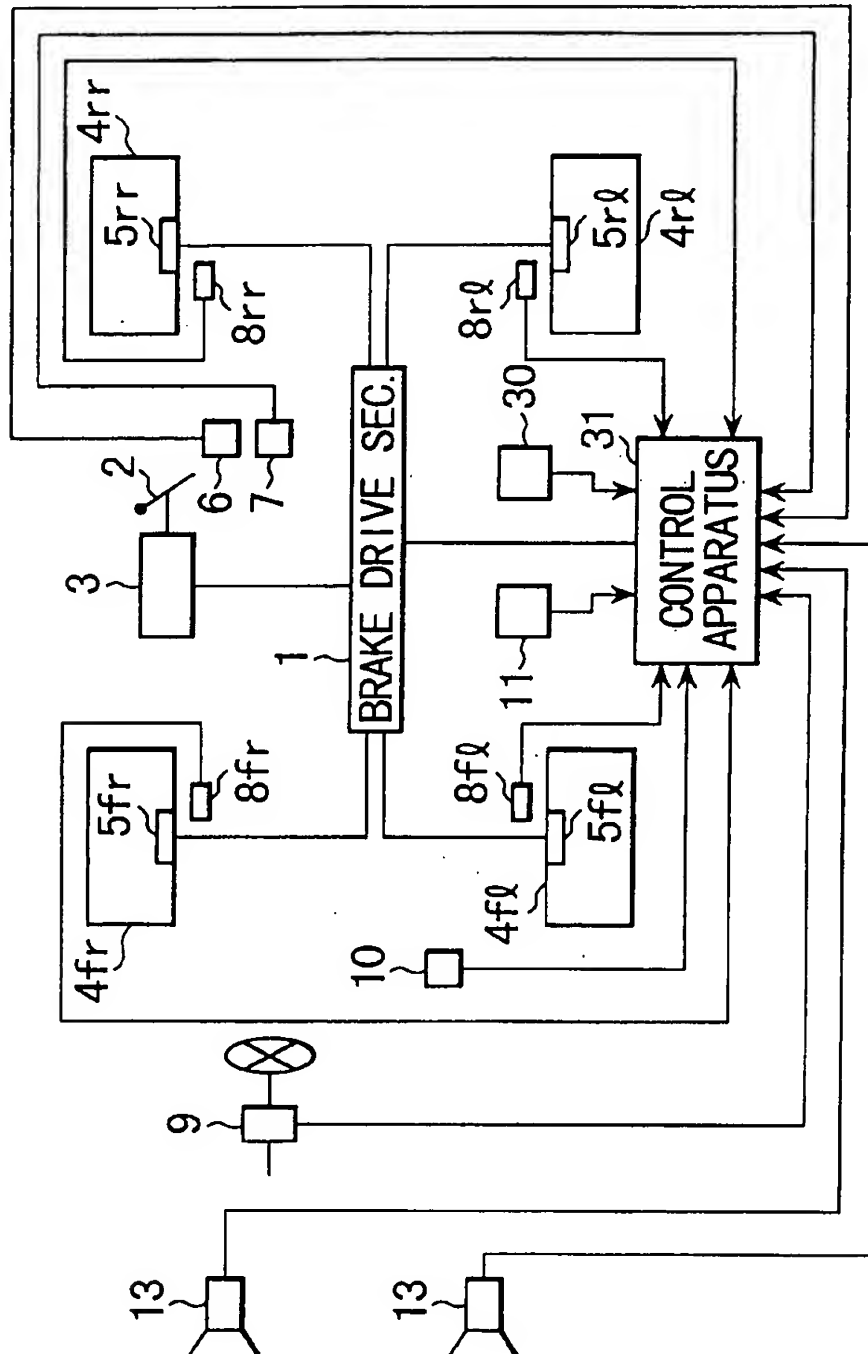 4rr
5rr
8rr
5rℓ
4rℓ
8rℓ
30
31
2
6
7
3
1
BRAKE DRIVE SEC.
CONTROL
APPARATUS
11
5fr
8fr
4fr
8fℓ
5fℓ
4fℓ
10
9
13
13